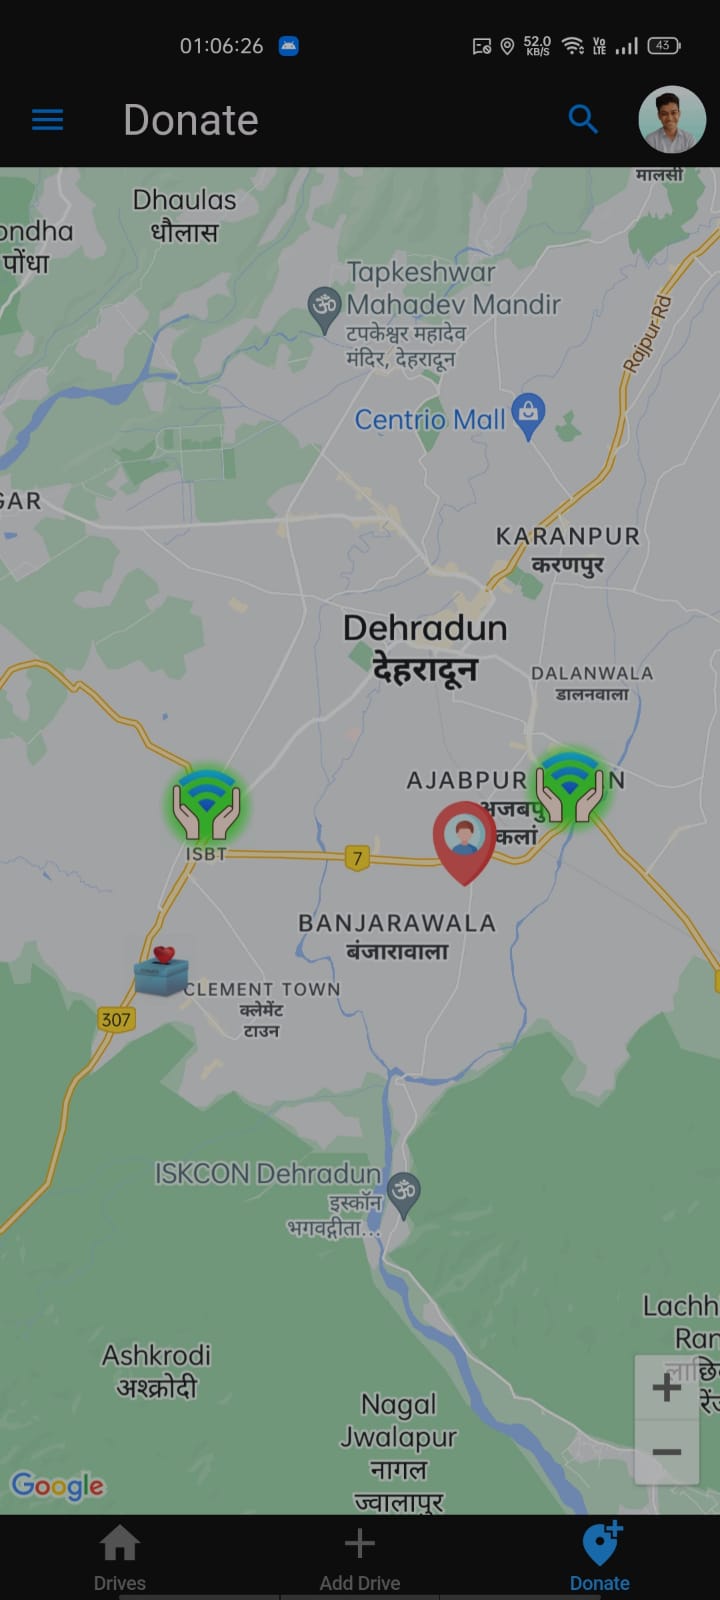 01:06:26
52.0
KB/S
Vo
LTE
43
Donate
मालसी
Dhaulas
धौलास
ondha
पोंधा
Tapkeshwar
Mahadev Mandir
टपकेश्वर महादेव
मंदिर, देहरादून
Rajpur Rd
Centrio Mall
GAR
KARANPUR
करणपुर
Dehradun
देहरादून
DALANWALA
डालनवाला
AJABPUR N
अजबपु
कलां
ISBT
7
BANJARAWALA
बंजारावाला
CLEMENT TOWN
क्लेमेंट
टाउन
307
ISKCON Dehradun
इस्कॉन
भगवद्गीता...
Lachh
Ran
लाछि
रेंज
Ashkrodi
अश्क्रोदी
Nagal
Jwalapur
नागल
ज्वालापुर
Google
Drives
Add Drive
Donate